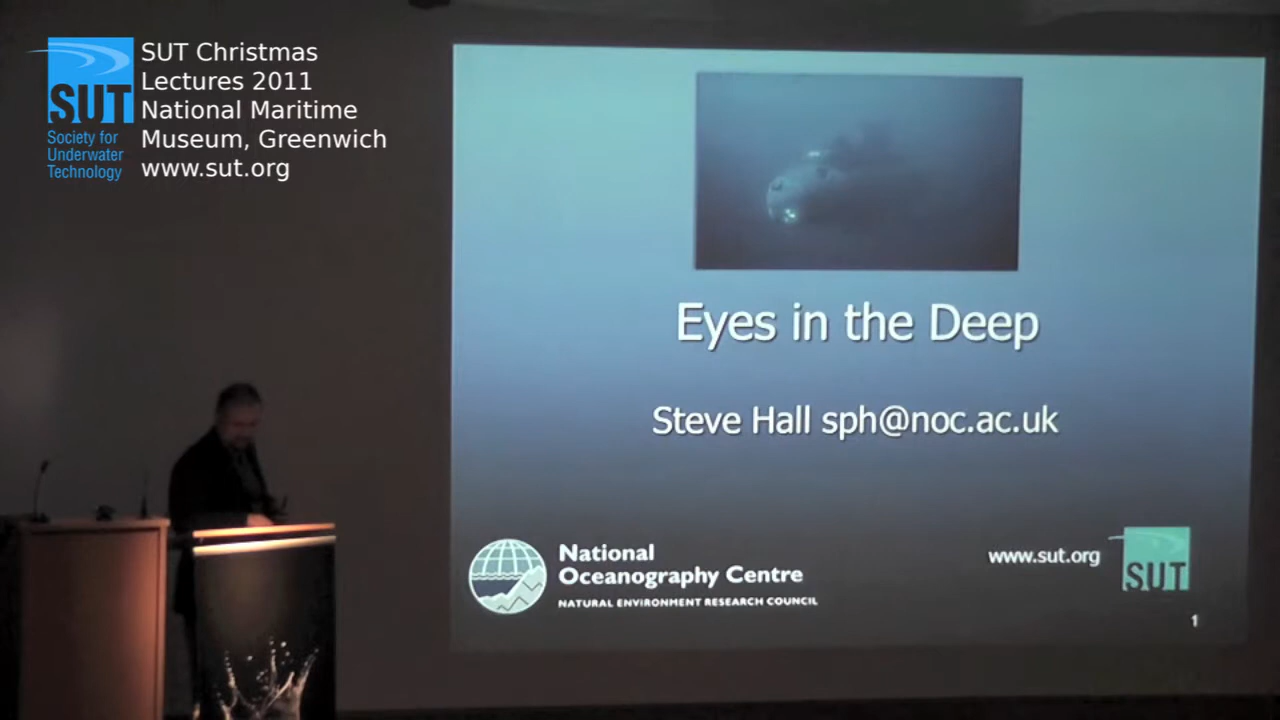 SUT Christmas
Lectures 2011
National Maritime
Museum, Greenwich
www.sut.org
SUT
Society for
Underwater
Technology
Eyes in the Deep
Steve Hall sph@noc.ac.uk
National
Oceanography Centre
NATURAL ENVIRONMENT RESEARCH COUNCIL
www.sut.org
SUT
1